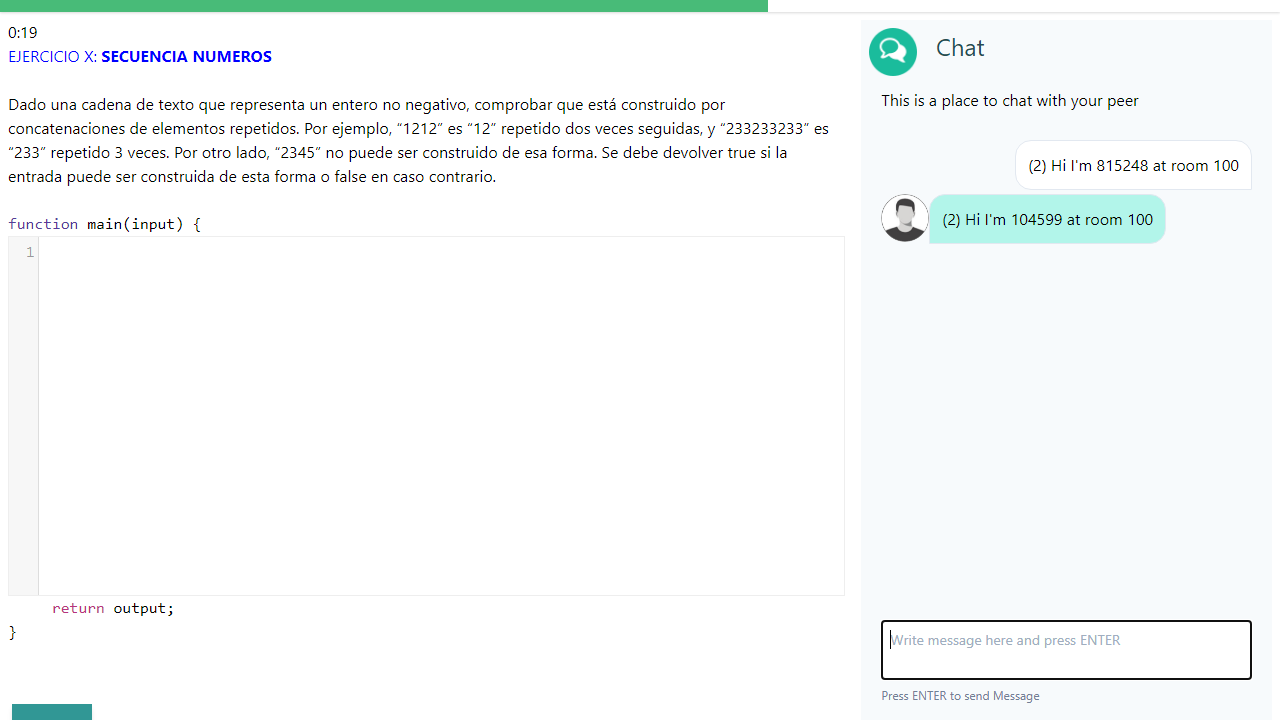 0:19
EJERCICIO X: SECUENCIA NUMEROS
Dado una cadena de texto que representa un entero no negativo, comprobar que está construido por
concatenaciones de elementos repetidos. Por ejemplo, “1212” es “12” repetido dos veces seguidas, y “233233233” es
“233” repetido 3 veces. Por otro lado, “2345” no puede ser construido de esa forma. Se debe devolver true si la
entrada puede ser construida de esta forma o false en caso contrario.
function main(input) {
1
return output;
}
Chat
This is a place to chat with your peer
(2) Hi I'm 815248 at room 100
(2) Hi I'm 104599 at room 100
Write message here and press ENTER
Press ENTER to send Message